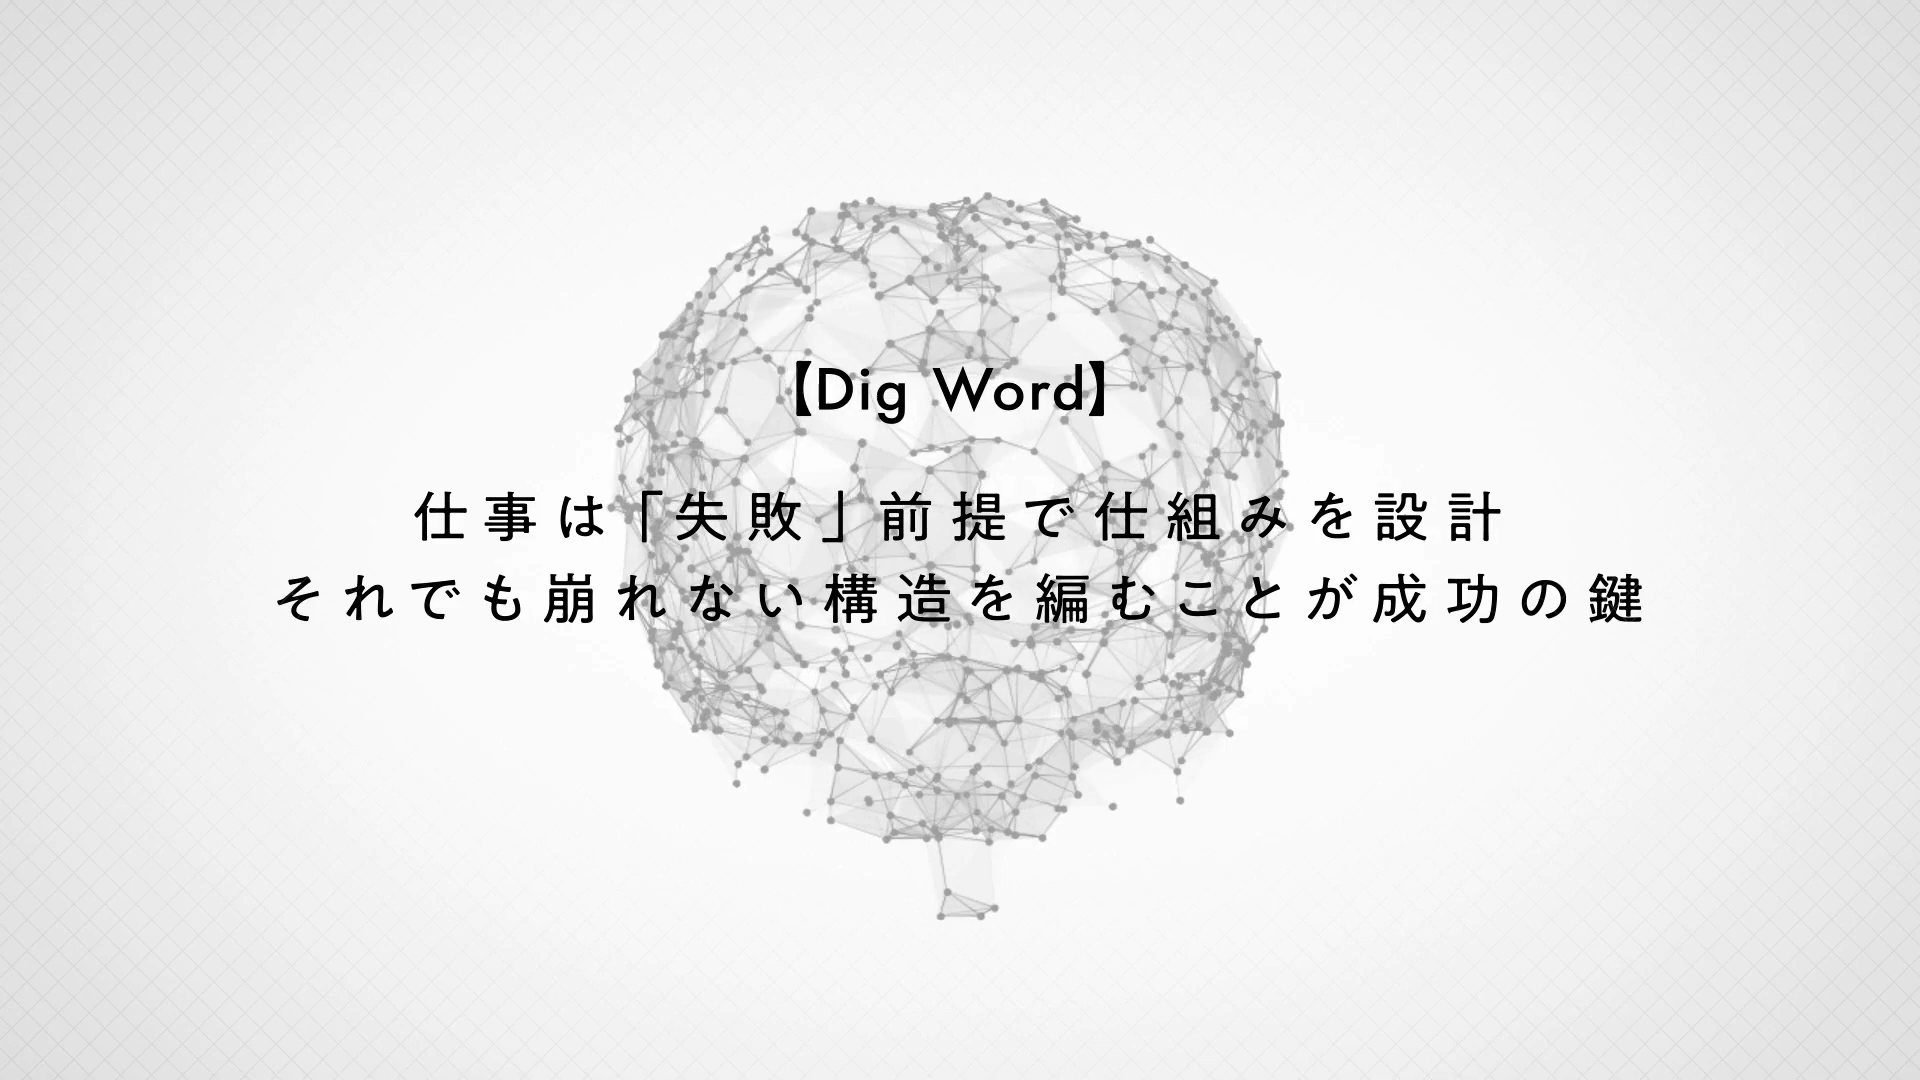 【Dig Word】
仕事は「失敗」前提で仕組みを設計
それでも崩れない構造を編むことが成功の鍵